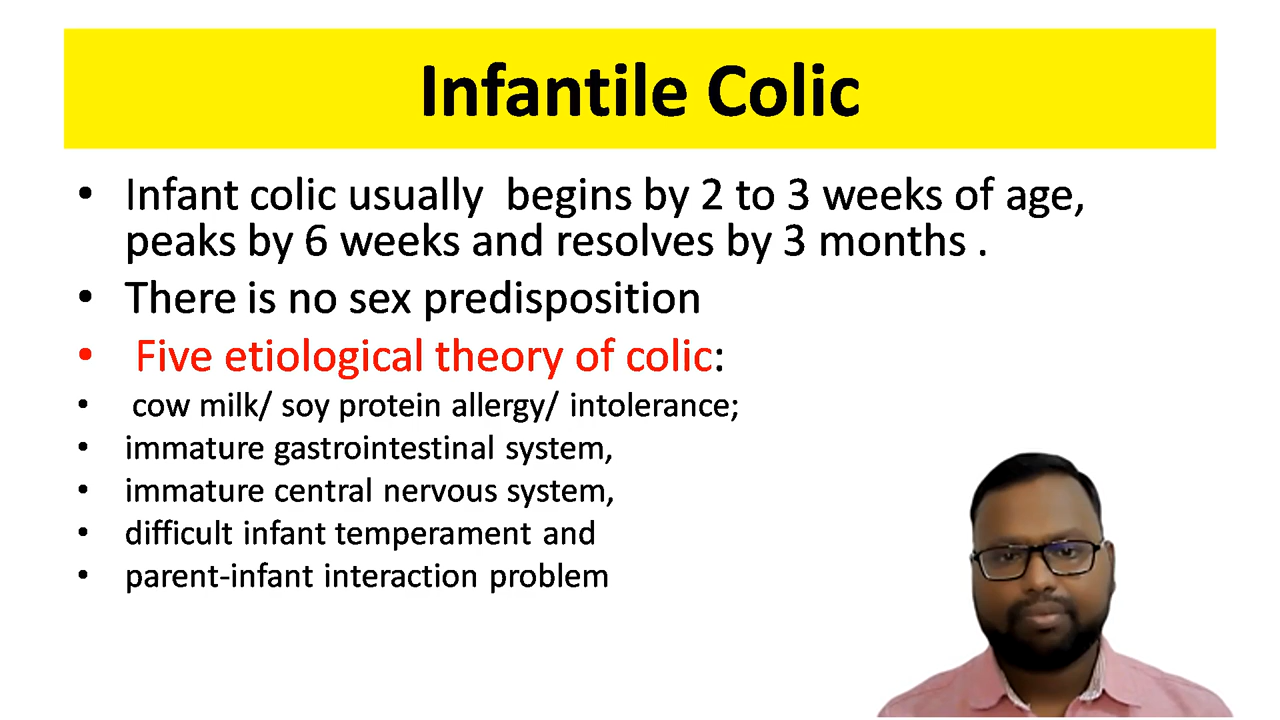 Infantile Colic
• Infant colic usually  begins by 2 to 3 weeks of age,
peaks by 6 weeks and resolves by 3 months .
• There is no sex predisposition
• Five etiological theory of colic:
• cow milk/ soy protein allergy/ intolerance;
• immature gastrointestinal system,
• immature central nervous system,
• difficult infant temperament and
• parent-infant interaction problem